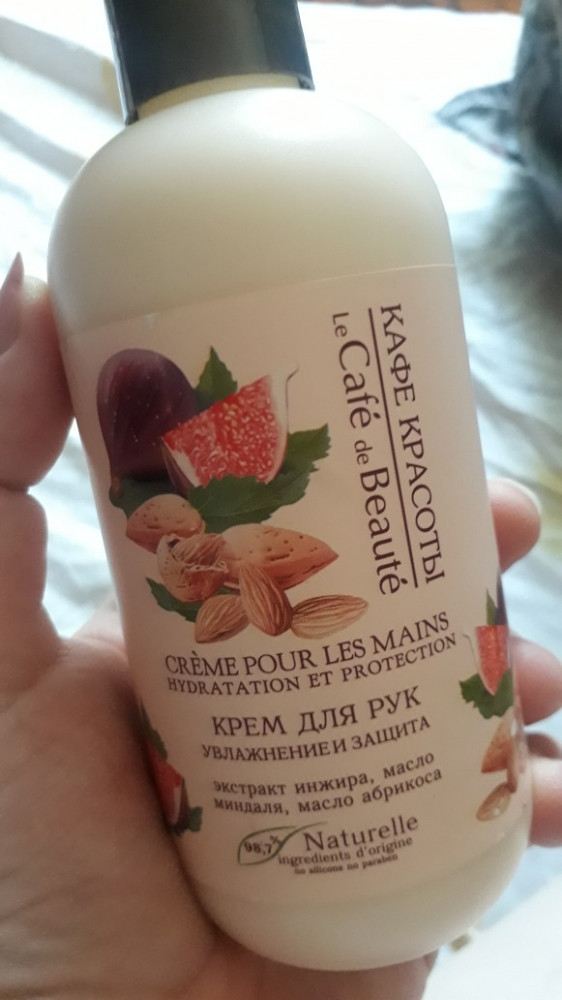 КАФЕ КРАСОТЫ
Le Café de Beauté
CRÈME POUR LES MAINS
HYDRATATION ET PROTECTION
КРЕМ ДЛЯ РУК
УВЛАЖНЕНИЕ И ЗАЩИТА
экстракт инжира, масло
миндаля, масло абрикоса
98,7% Naturelle
ingredients d'origine
no silicone no paraben